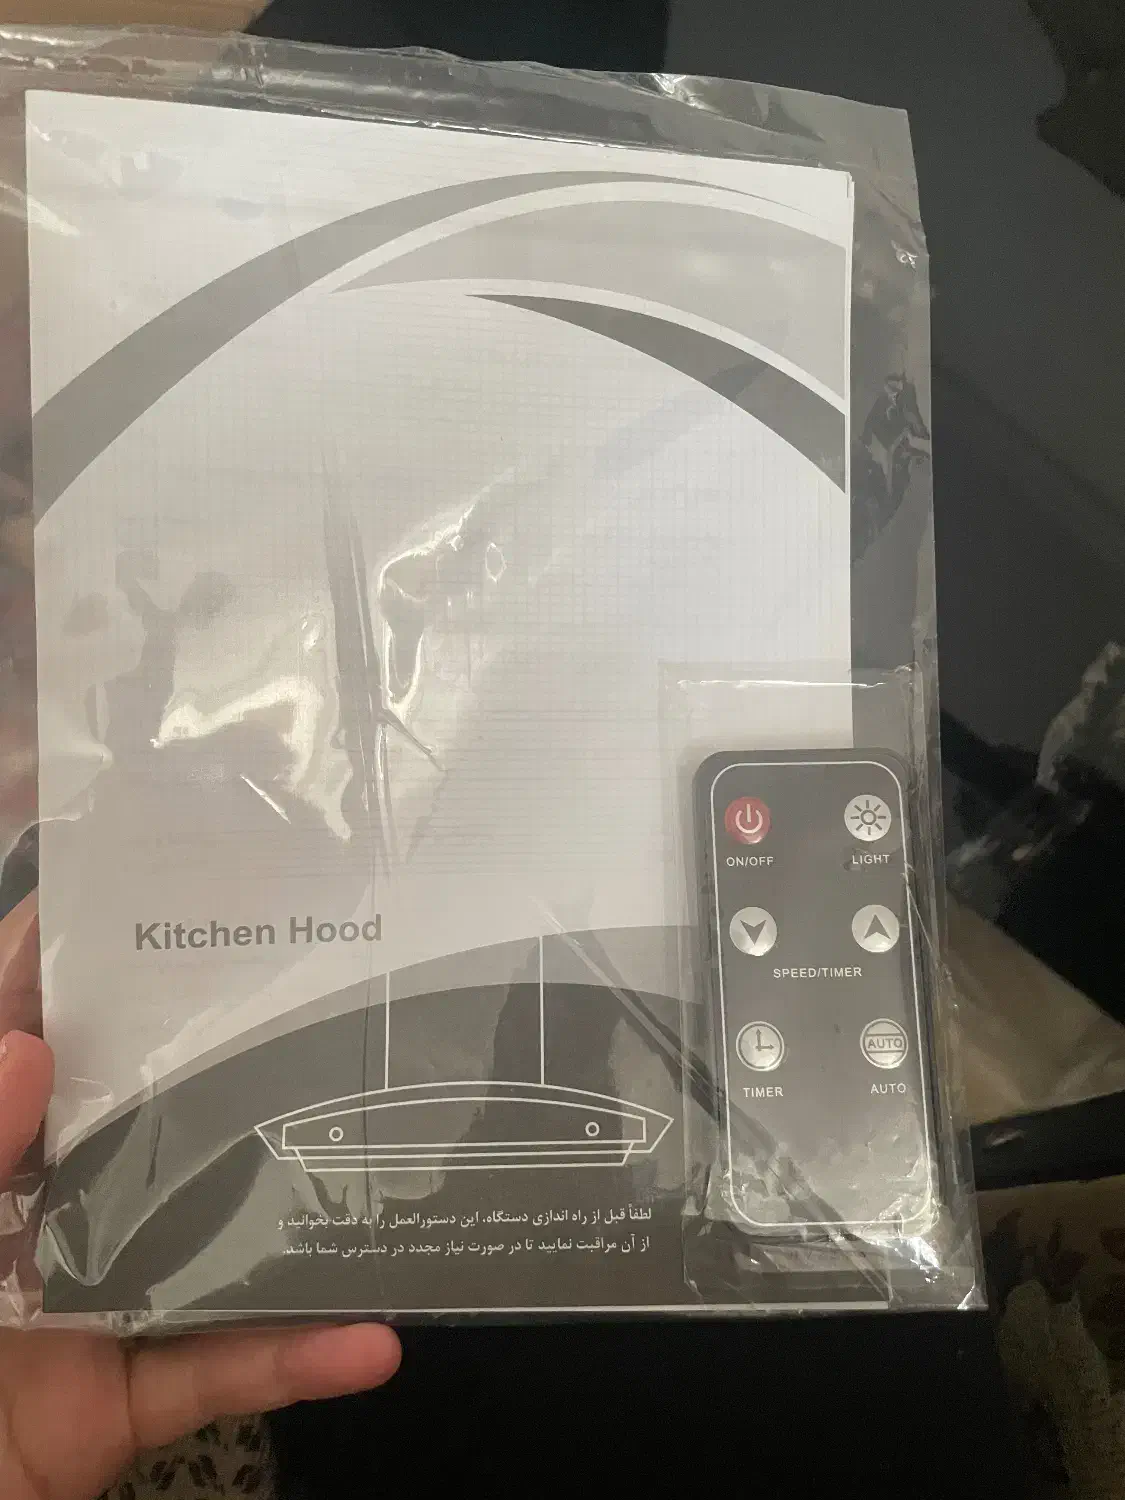 Kitchen Hood
ON/OFF
LIGHT
SPEED/TIMER
AUTO
TIMER
AUTO
لطفاً قبل از راه اندازی دستگاه، این دستورالعمل را به دقت بخوانید و
از آن مراقبت نمایید تا در صورت نیاز مجدد در دسترس شما باشد.